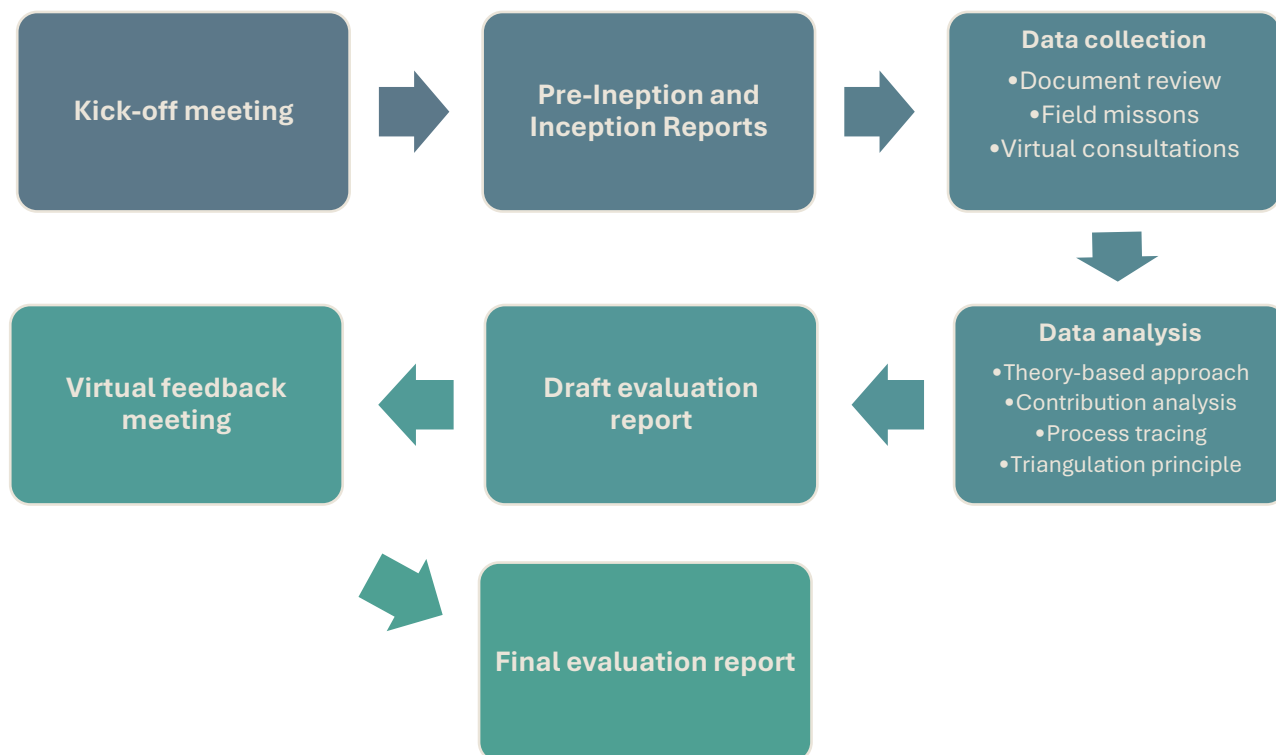 Kick-off meeting
Pre-Ineption and
Inception Reports
Data collection
•Document review
•Field missons
•Virtual consultations
Data analysis
•Theory-based approach
•Contribution analysis
•Process tracing
•Triangulation principle
Draft evaluation
report
Virtual feedback
meeting
Final evaluation report